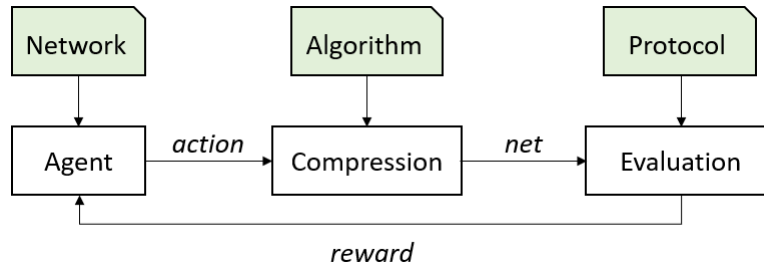 Network
Algorithm
Protocol
Agent
action
Compression
net
Evaluation
reward